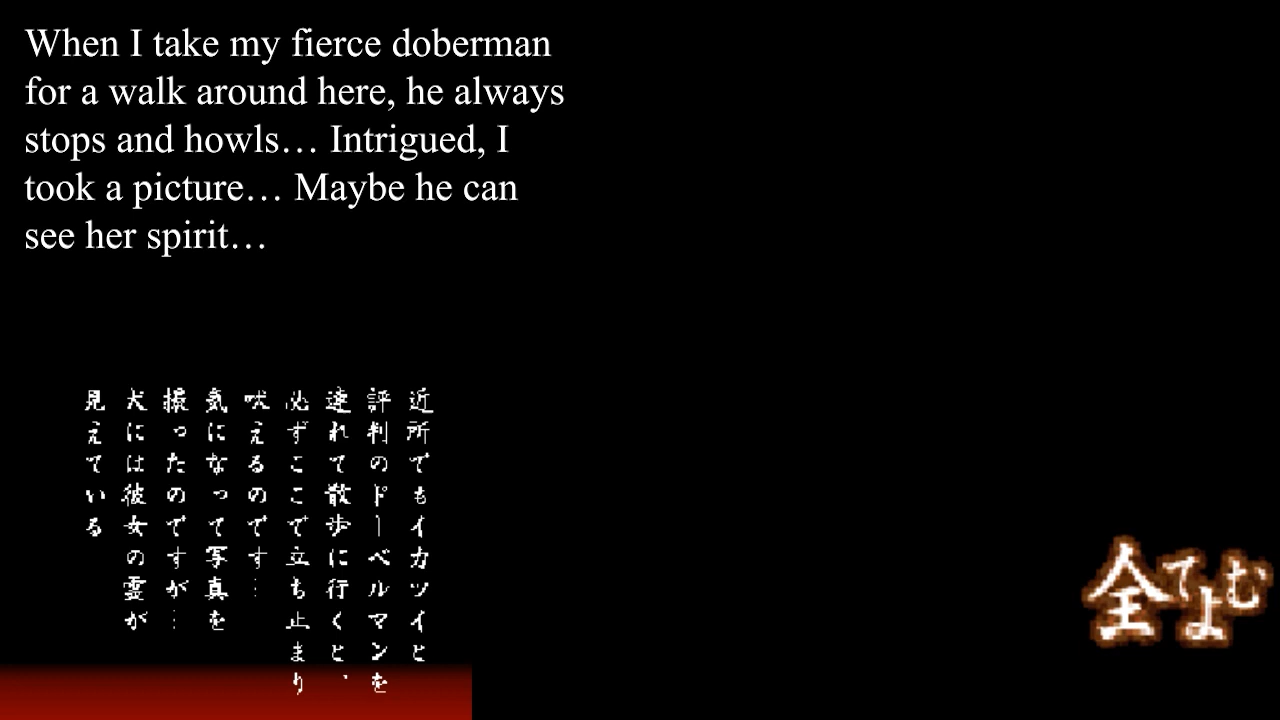 When I take my fierce doberman
for a walk around here, he always
stops and howls… Intrigued, I
took a picture… Maybe he can
see her spirit…
近所でもイカツイと
評判のドーベルマンを
連れて散歩に行くと、
必ずここで立ち止まり
吠えるのです…
気になって写真を
撮ったのですが…
犬には彼女の霊が
見えている
全てよむ